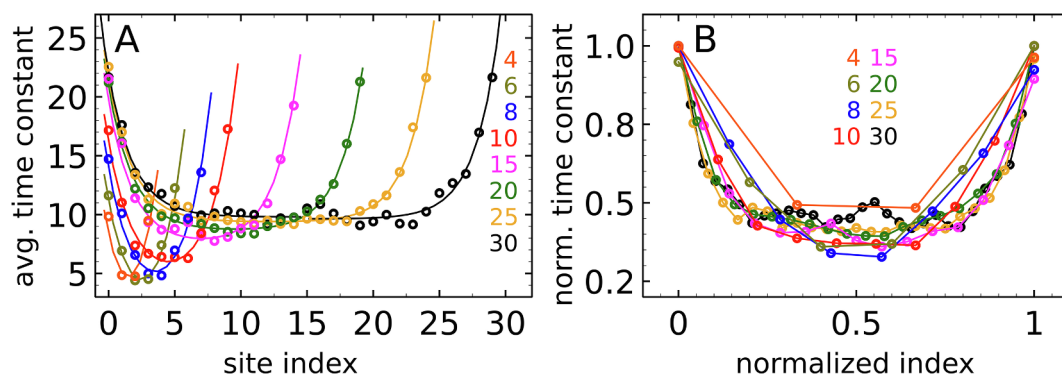 A
25
20
15
10
5
avg. time constant
4
6
8
10
15
20
25
30
0 5 10 15 20 25 30
site index
B
1.0
0.8
0.5
0.2
norm. time constant
4 15
6 20
8 25
10 30
0 0.5 1
normalized index